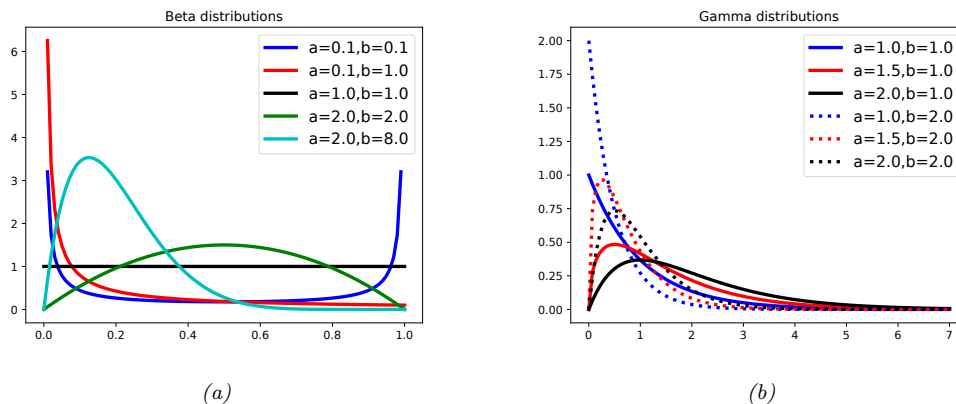 Beta distributions
6
5
4
3
2
1
0
0.0 0.2 0.4 0.6 0.8 1.0
a=0.1,b=0.1
a=0.1,b=1.0
a=1.0,b=1.0
a=2.0,b=2.0
a=2.0,b=8.0
(a)
Gamma distributions
2.00
1.75
1.50
1.25
1.00
0.75
0.50
0.25
0.00
0 1 2 3 4 5 6 7
a=1.0,b=1.0
a=1.5,b=1.0
a=2.0,b=1.0
a=1.0,b=2.0
a=1.5,b=2.0
a=2.0,b=2.0
(b)